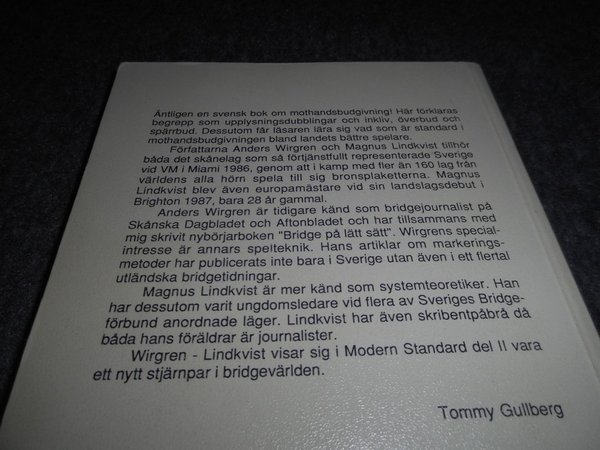 Äntligen en svensk bok om mothandsbudgivning! Här förklaras
begrepp som upplysningsdubblingar och inkliv, överbud och
spärrbud. Dessutom får läsaren lära sig vad som är standard i
mothandsbudgivningen bland landets bättre spelare.
Författarna Anders Wirgren och Magnus Lindkvist tillhör
båda det skånelag som så förtjänstfullt representerade Sverige
vid VM i Miami 1986, genom att i kamp med fler än 160 lag från
världens alla hörn spela till sig bronsplaketterna. Magnus
Lindkvist blev även europamästare vid sin landslagsdebut i
Brighton 1987, bara 28 år gammal.
Anders Wirgren är tidigare känd som bridgejournalist på
Skånska Dagbladet och Aftonbladet och har tillsammans med
mig skrivit nybörjarboken "Bridge på lätt sätt". Wirgrens special-
intresse är annars spelteknik. Hans artiklar om markerings-
metoder har publicerats inte bara i Sverige utan även i ett flertal
utländska bridgetidningar.
Magnus Lindkvist är mer känd som systemteoretiker. Han
har dessutom varit ungdomsledare vid flera av Sveriges Bridge-
förbund anordnade läger. Lindkvist har även skribentpåbrå då
båda hans föräldrar är journalister.
Wirgren - Lindkvist visar sig i Modern Standard del II vara
ett nytt stjärnpar i bridgevärlden.
Tommy Gullberg